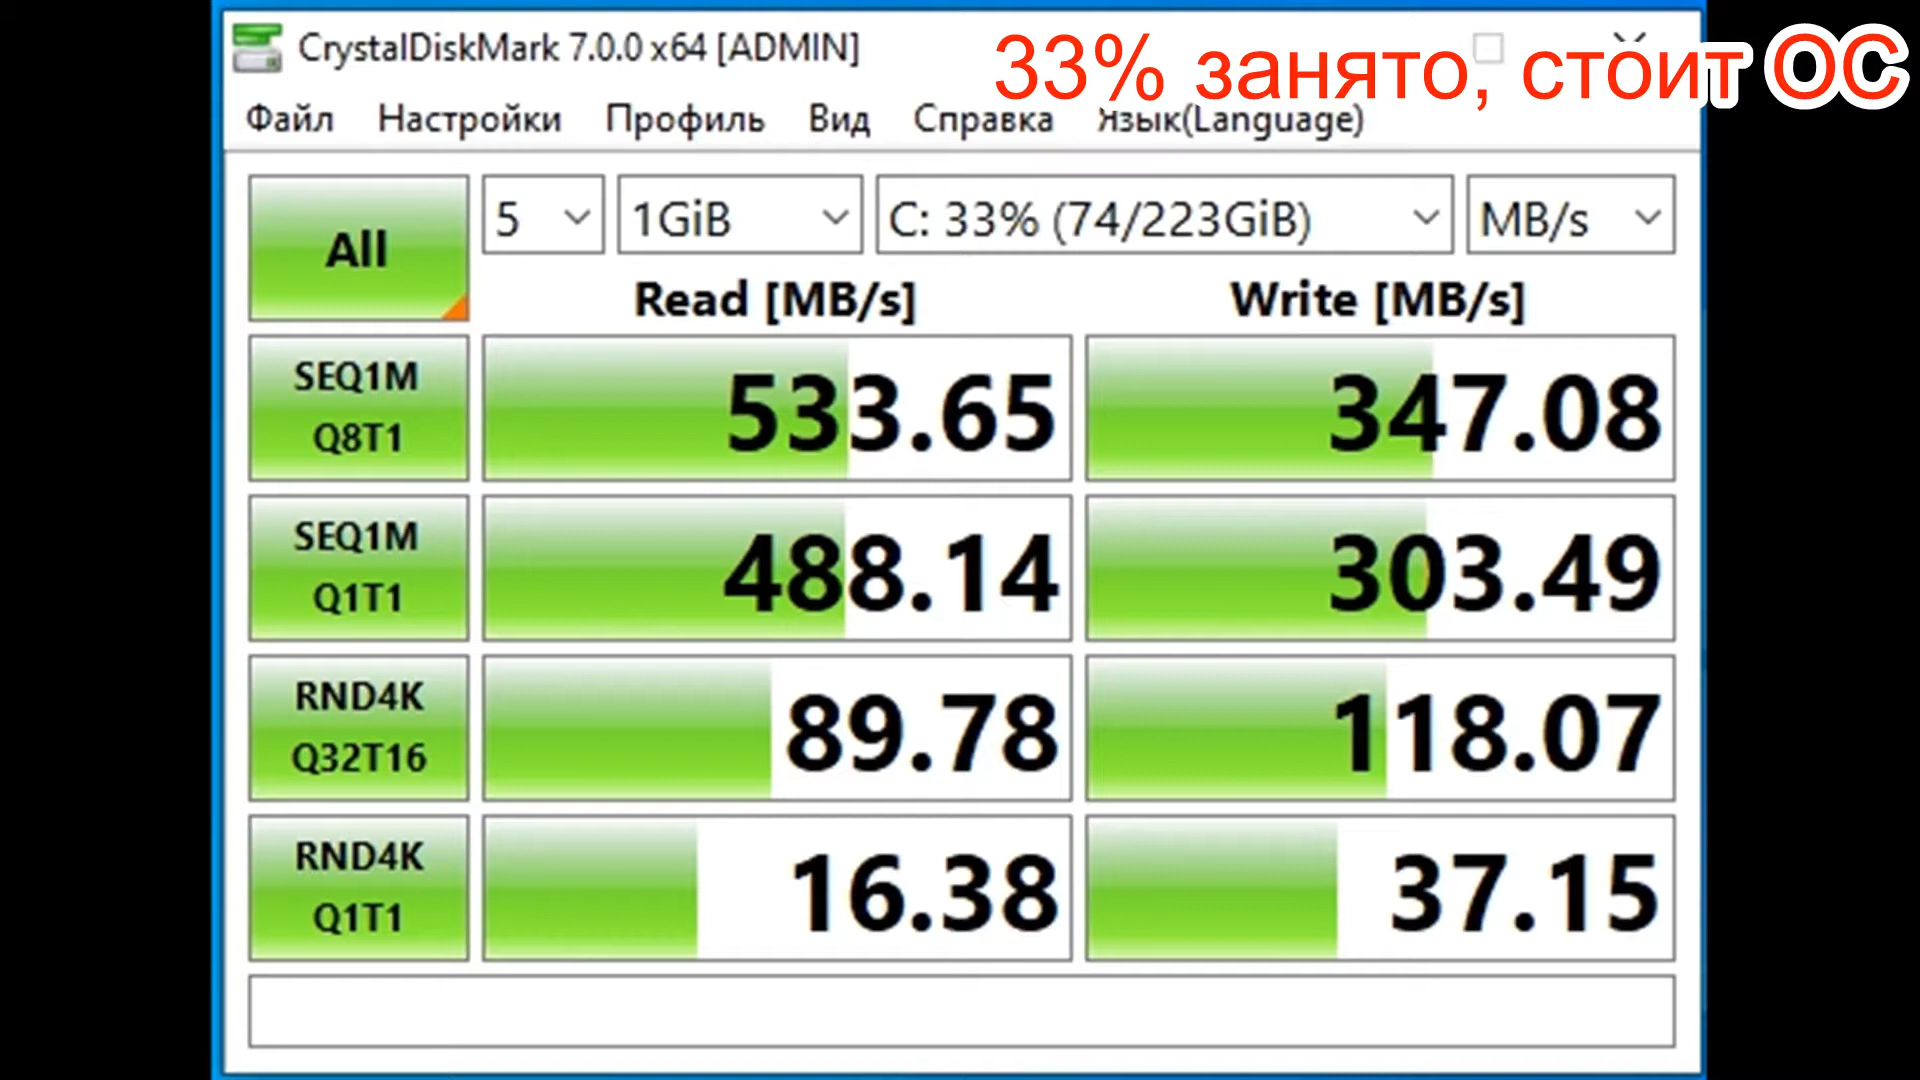 CrystalDiskMark 7.0.0 x64 [ADMIN]
33% занято, стоит ОС
Файл Настройки Профиль Вид Справка Язык(Language)
All 5 1GiB C: 33% (74/223GiB) MB/s
Read [MB/s] Write [MB/s]
SEQ1M
Q8T1
533.65 347.08
SEQ1M
Q1T1
488.14 303.49
RND4K
Q32T16
89.78 118.07
RND4K
Q1T1
16.38 37.15